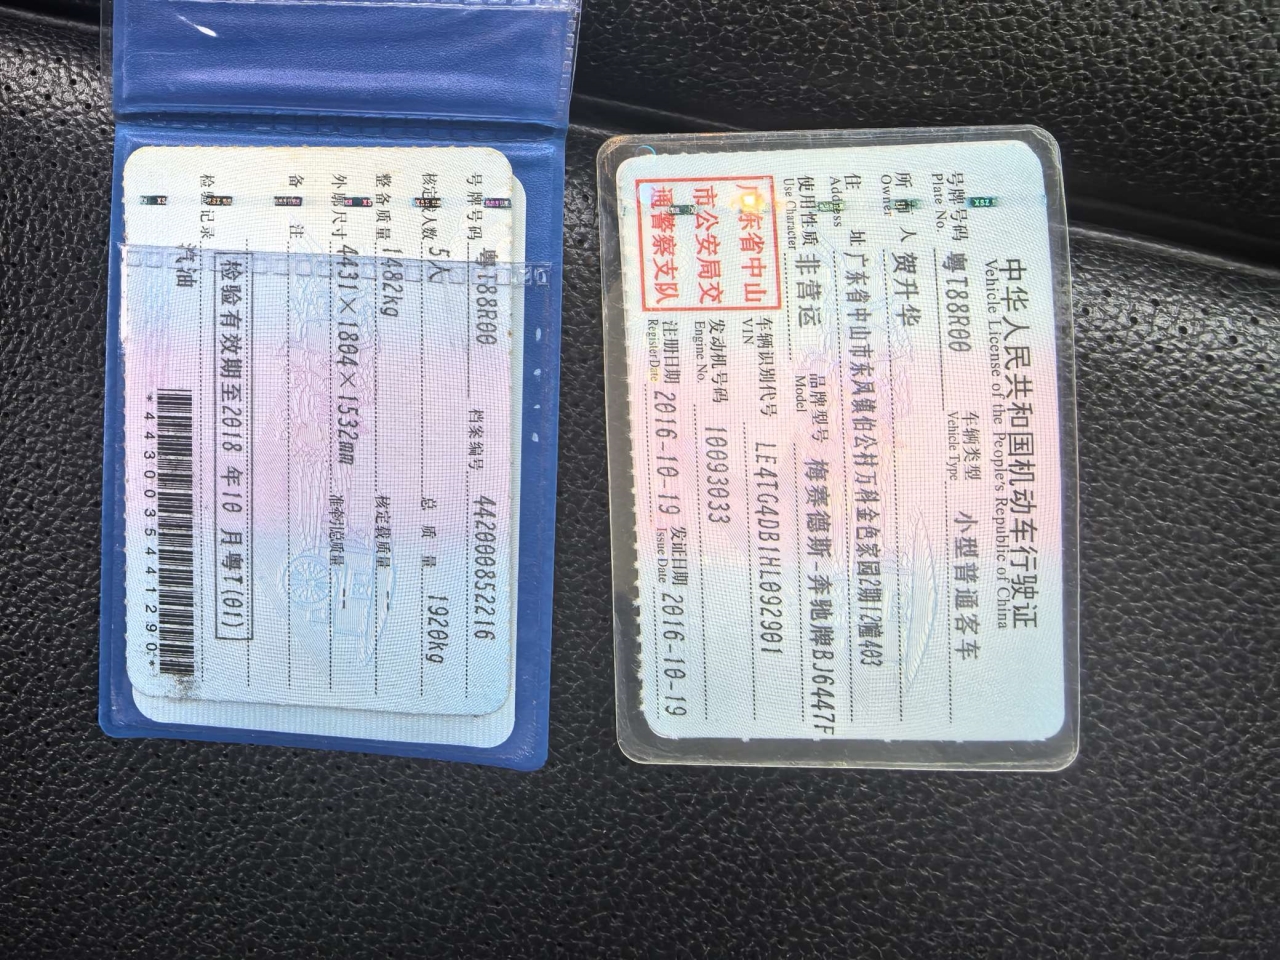 中华人民共和国机动车行驶证
Vehicle License of the People's Republic of China
号牌号码 粤T88R00 车辆类型 小型普通客车
Plate No. Vehicle Type
所有人 贺升华
Owner
住址 广东省中山市东凤镇伯公村万科金色家园2期12幢403
Address
使用性质 非营运 品牌型号 梅赛德斯-奔驰牌BJ6447F
Use Character Model
广东省中山
市公安局交
通警察支队
车辆识别代号 LE4TG4DB1HL092901
VIN
发动机号码 10093033
Engine No.
注册日期 2016-10-19 发证日期 2016-10-19
Register Date Issue Date
号牌号码 粤T88R00 档案编号 442000852216
核定载人数 5人 总质量 1920kg
整备质量 1482kg 核定载质量 --
外廓尺寸 4431×1804×1532mm 准牵引总质量 --
备注
检验记录 检验有效期至2018年10月粤T(01)
汽油
*4430035441290*